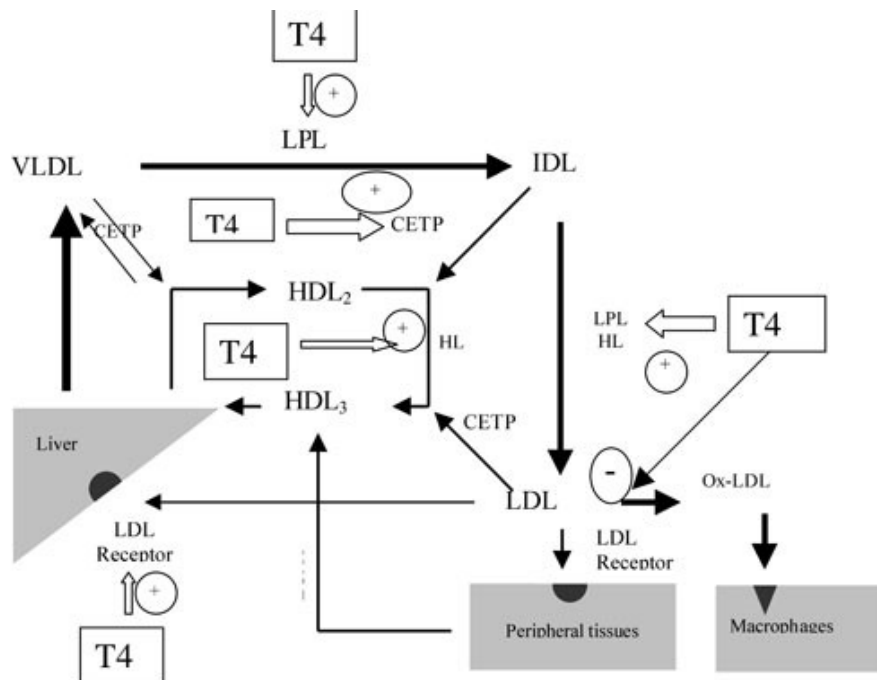 T4
+
LPL
VLDL
IDL
+
CETP
T4
CETP
HDL2
T4
+
HL
LPL
HL
T4
+
HDL3
CETP
Liver
-
LDL
Ox-LDL
LDL
Receptor
LDL
Receptor
+
T4
Peripheral tissues
Macrophages